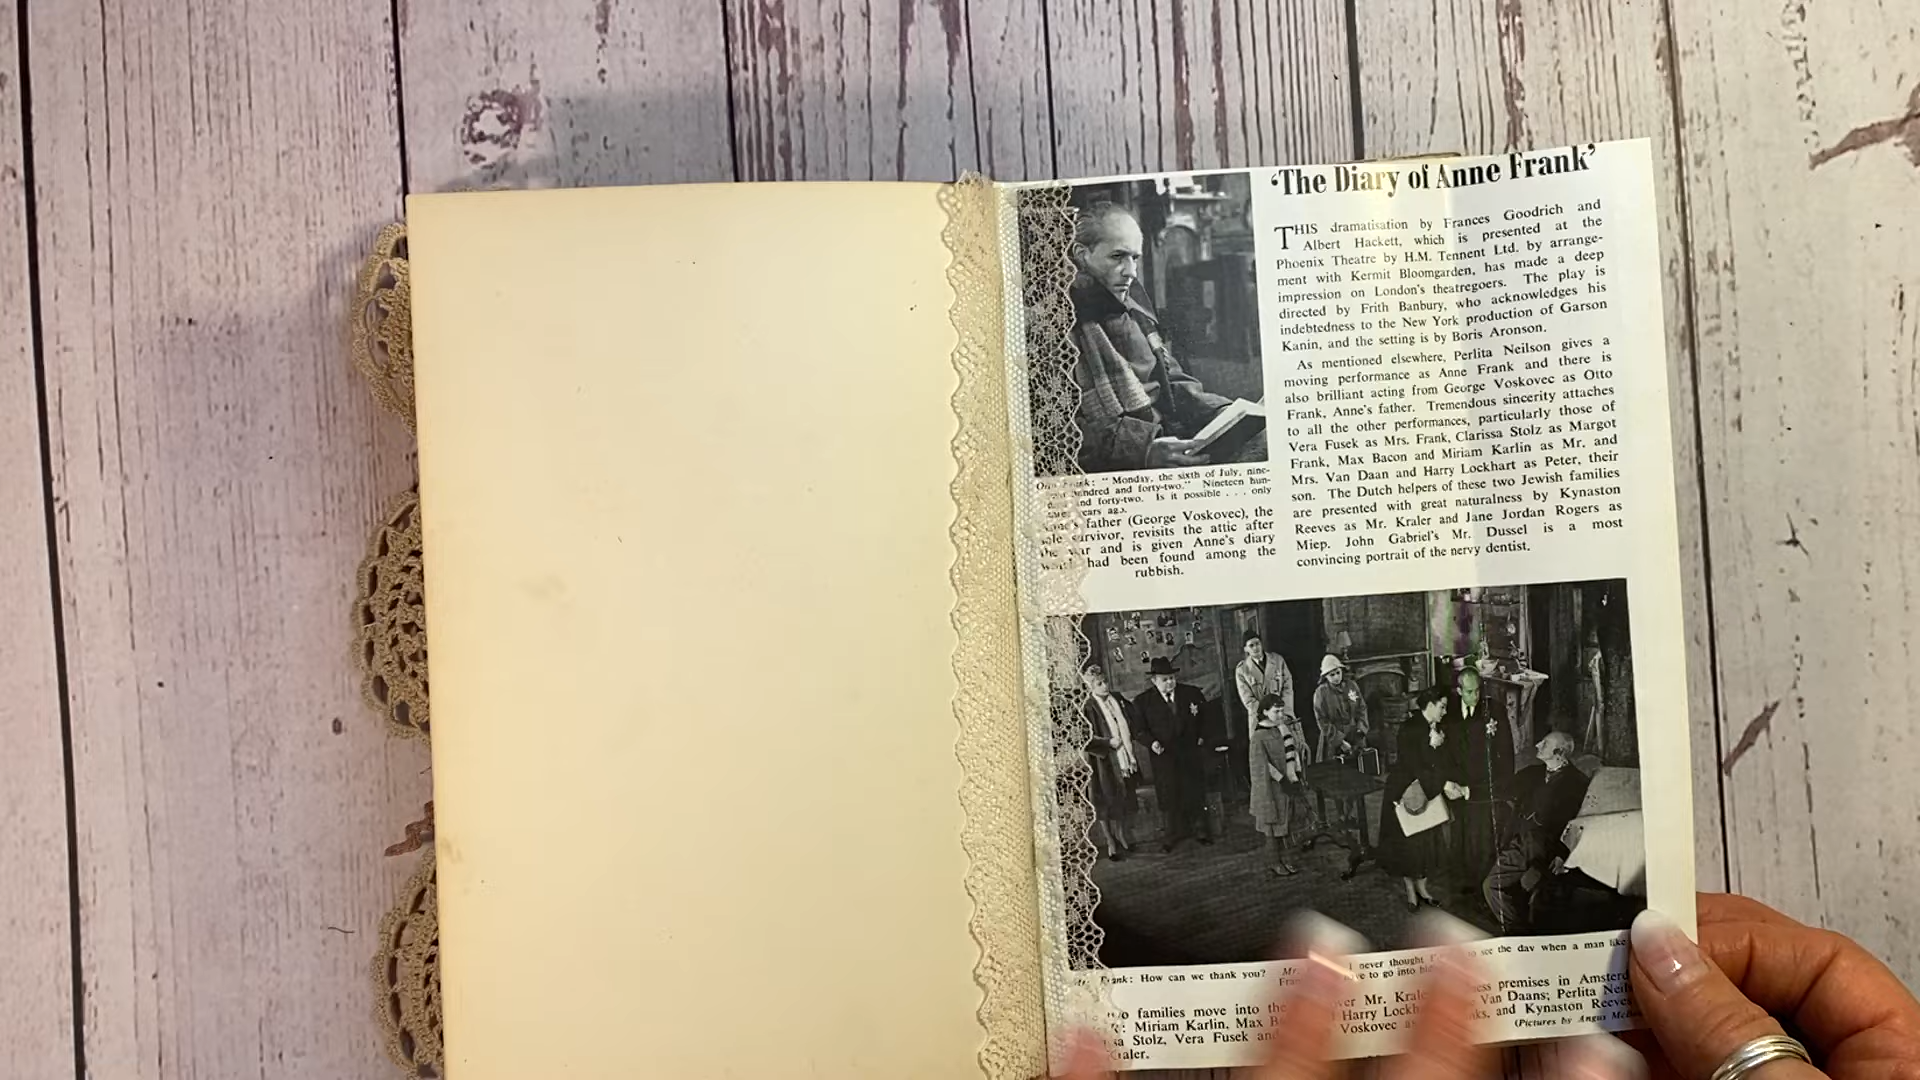 ‘The Diary of Anne Frank’
THIS dramatisation by Frances Goodrich and
Albert Hackett, which is presented at the
Phoenix Theatre by H.M. Tennent Ltd. by arrange-
ment with Kermit Bloomgarden, has made a deep
impression on London's theatregoers. The play is
directed by Frith Banbury, who acknowledges his
indebtedness to the New York production of Garson
Kanin, and the setting is by Boris Aronson.
As mentioned elsewhere, Perlita Neilson gives a
moving performance as Anne Frank and there is
also brilliant acting from George Voskovec as Otto
Frank, Anne's father. Tremendous sincerity attaches
to all the other performances, particularly those of
Vera Fusek as Mrs. Frank, Clarissa Stolz as Margot
Frank, Max Bacon and Miriam Karlin as Mr. and
Mrs. Van Daan and Harry Lockhart as Peter, their
son. The Dutch helpers of these two Jewish families
are presented with great naturalness by Kynaston
Reeves as Mr. Kraler and Jane Jordan Rogers as
Miep. John Gabriel's Mr. Dussel is a most
convincing portrait of the nervy dentist.
Frank: “Monday, the sixth of July, nine-
hundred and forty-two.” Nineteen hun-
and forty-two. Is it possible . . . only
years ago.
father (George Voskovec), the
survivor, revisits the attic after
the war and is given Anne's diary
had been found among the
rubbish.
Frank: How can we thank you?
never thought see the day when a man like
to go into
families move into the premises in Amsterd
Miriam Karlin, Max Harry Van Daans; Perlita
Stolz, Vera Fusek and Voskovec and Kynaston Reeves
(Pictures by Angus
Kraler.